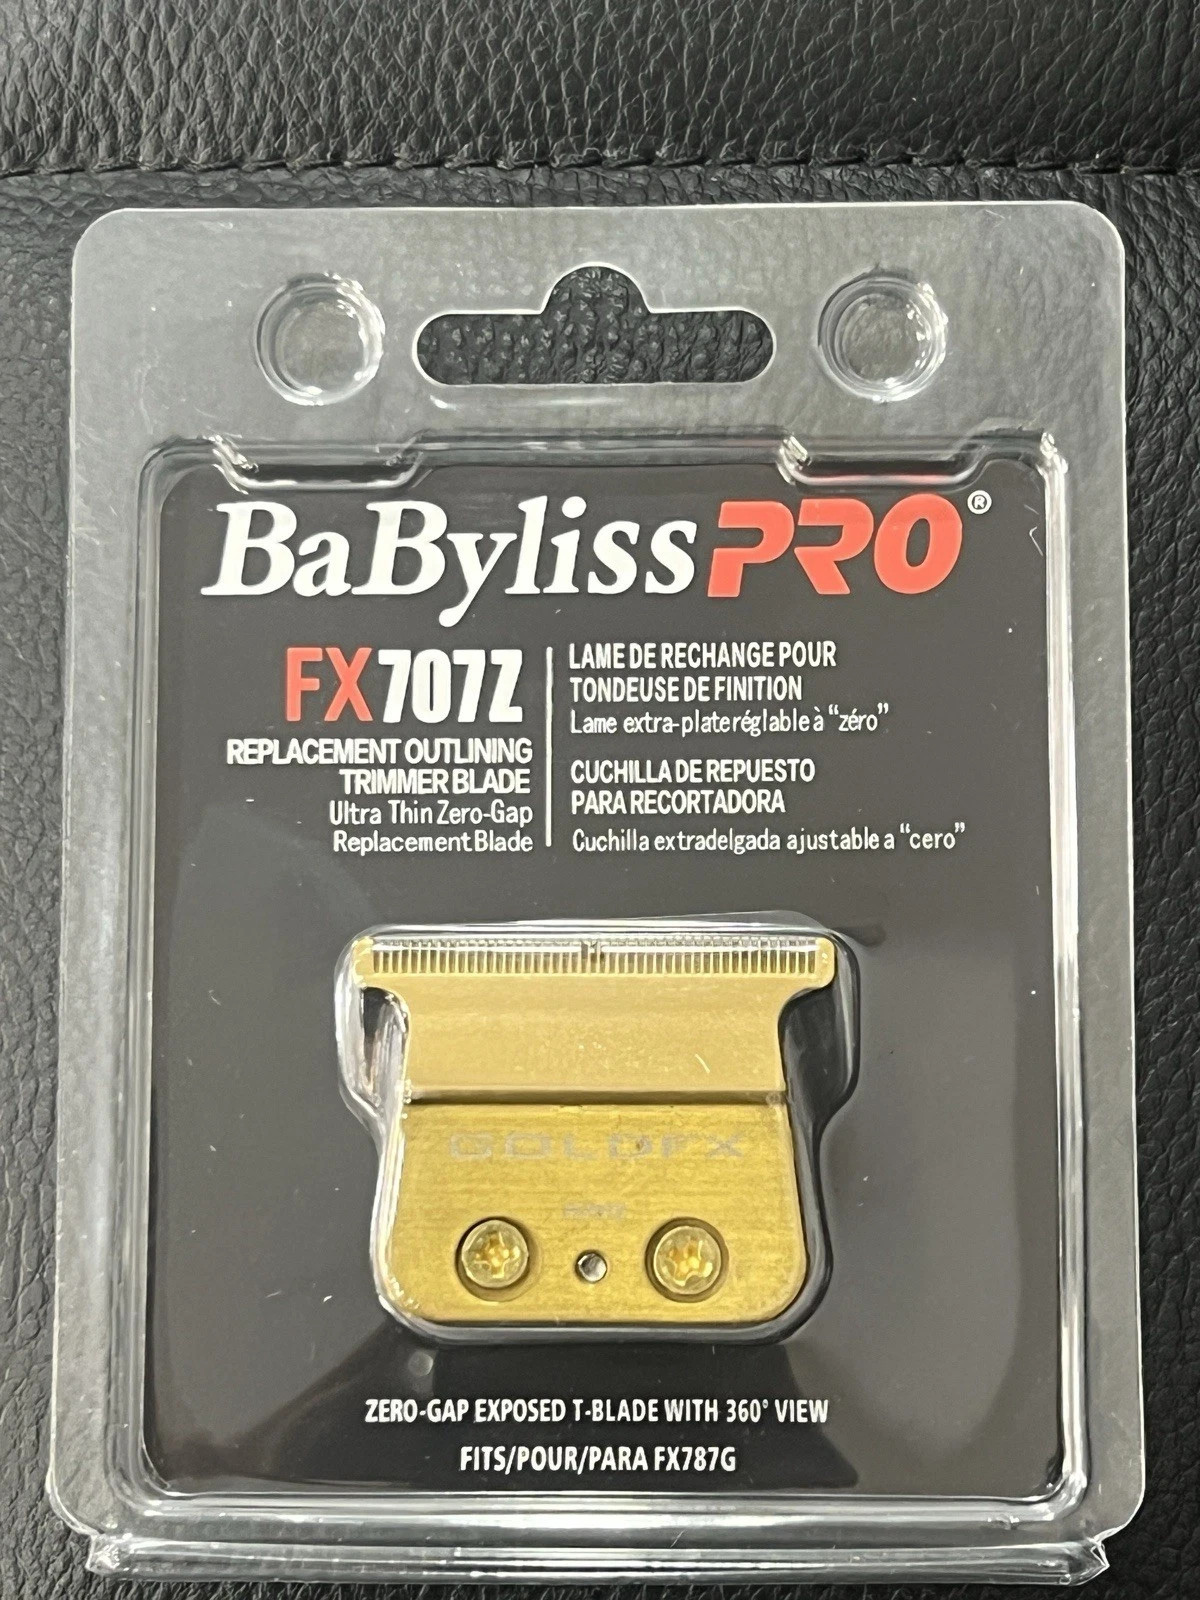 BaBylissPRO®
FX707Z
REPLACEMENT OUTLINING
TRIMMER BLADE
Ultra Thin Zero-Gap
Replacement Blade
LAME DE RECHANGE POUR
TONDEUSE DE FINITION
Lame extra-plate réglable à “zéro”
CUCHILLA DE REPUESTO
PARA RECORTADORA
Cuchilla extradelgada ajustable a “cero”
GOLDFX
ZERO-GAP EXPOSED T-BLADE WITH 360° VIEW
FITS/POUR/PARA FX787G